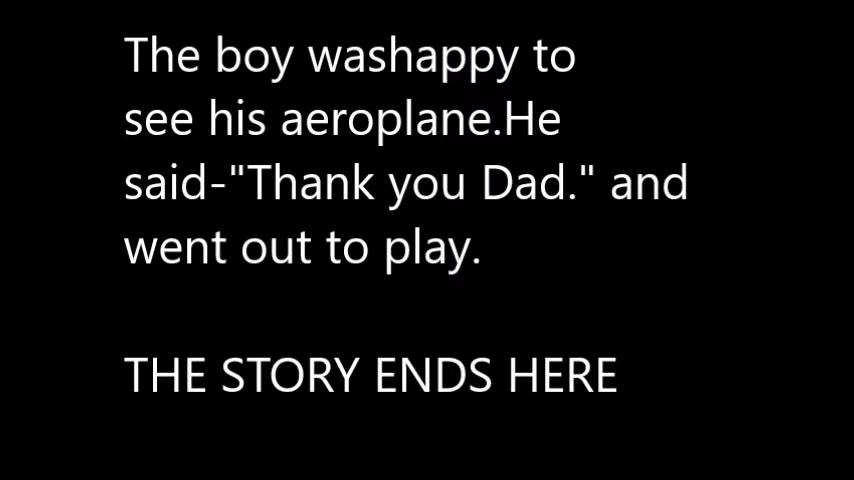 The boy washappy to
see his aeroplane.He
said-"Thank you Dad." and
went out to play.
THE STORY ENDS HERE